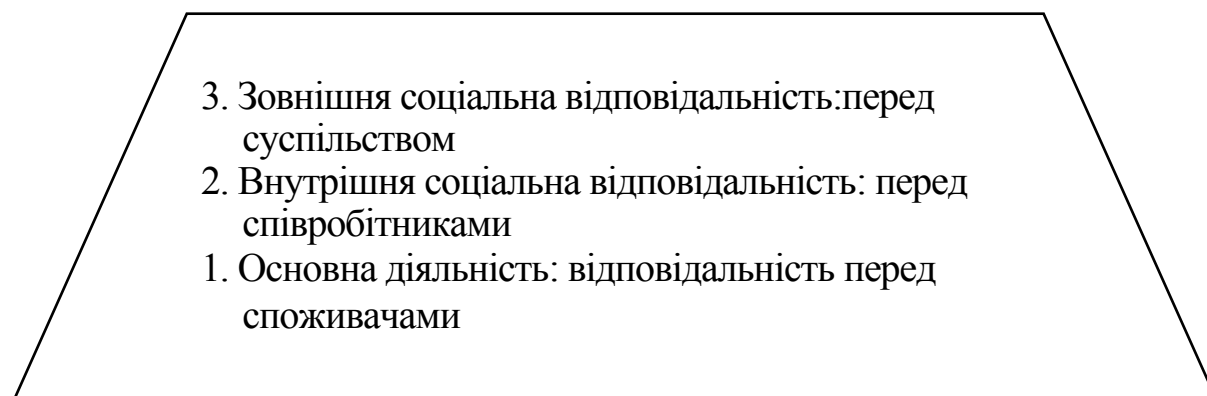 3. Зовнішня соціальна відповідальність:перед
суспільством
2. Внутрішня соціальна відповідальність: перед
співробітниками
1. Основна діяльність: відповідальність перед
споживачами